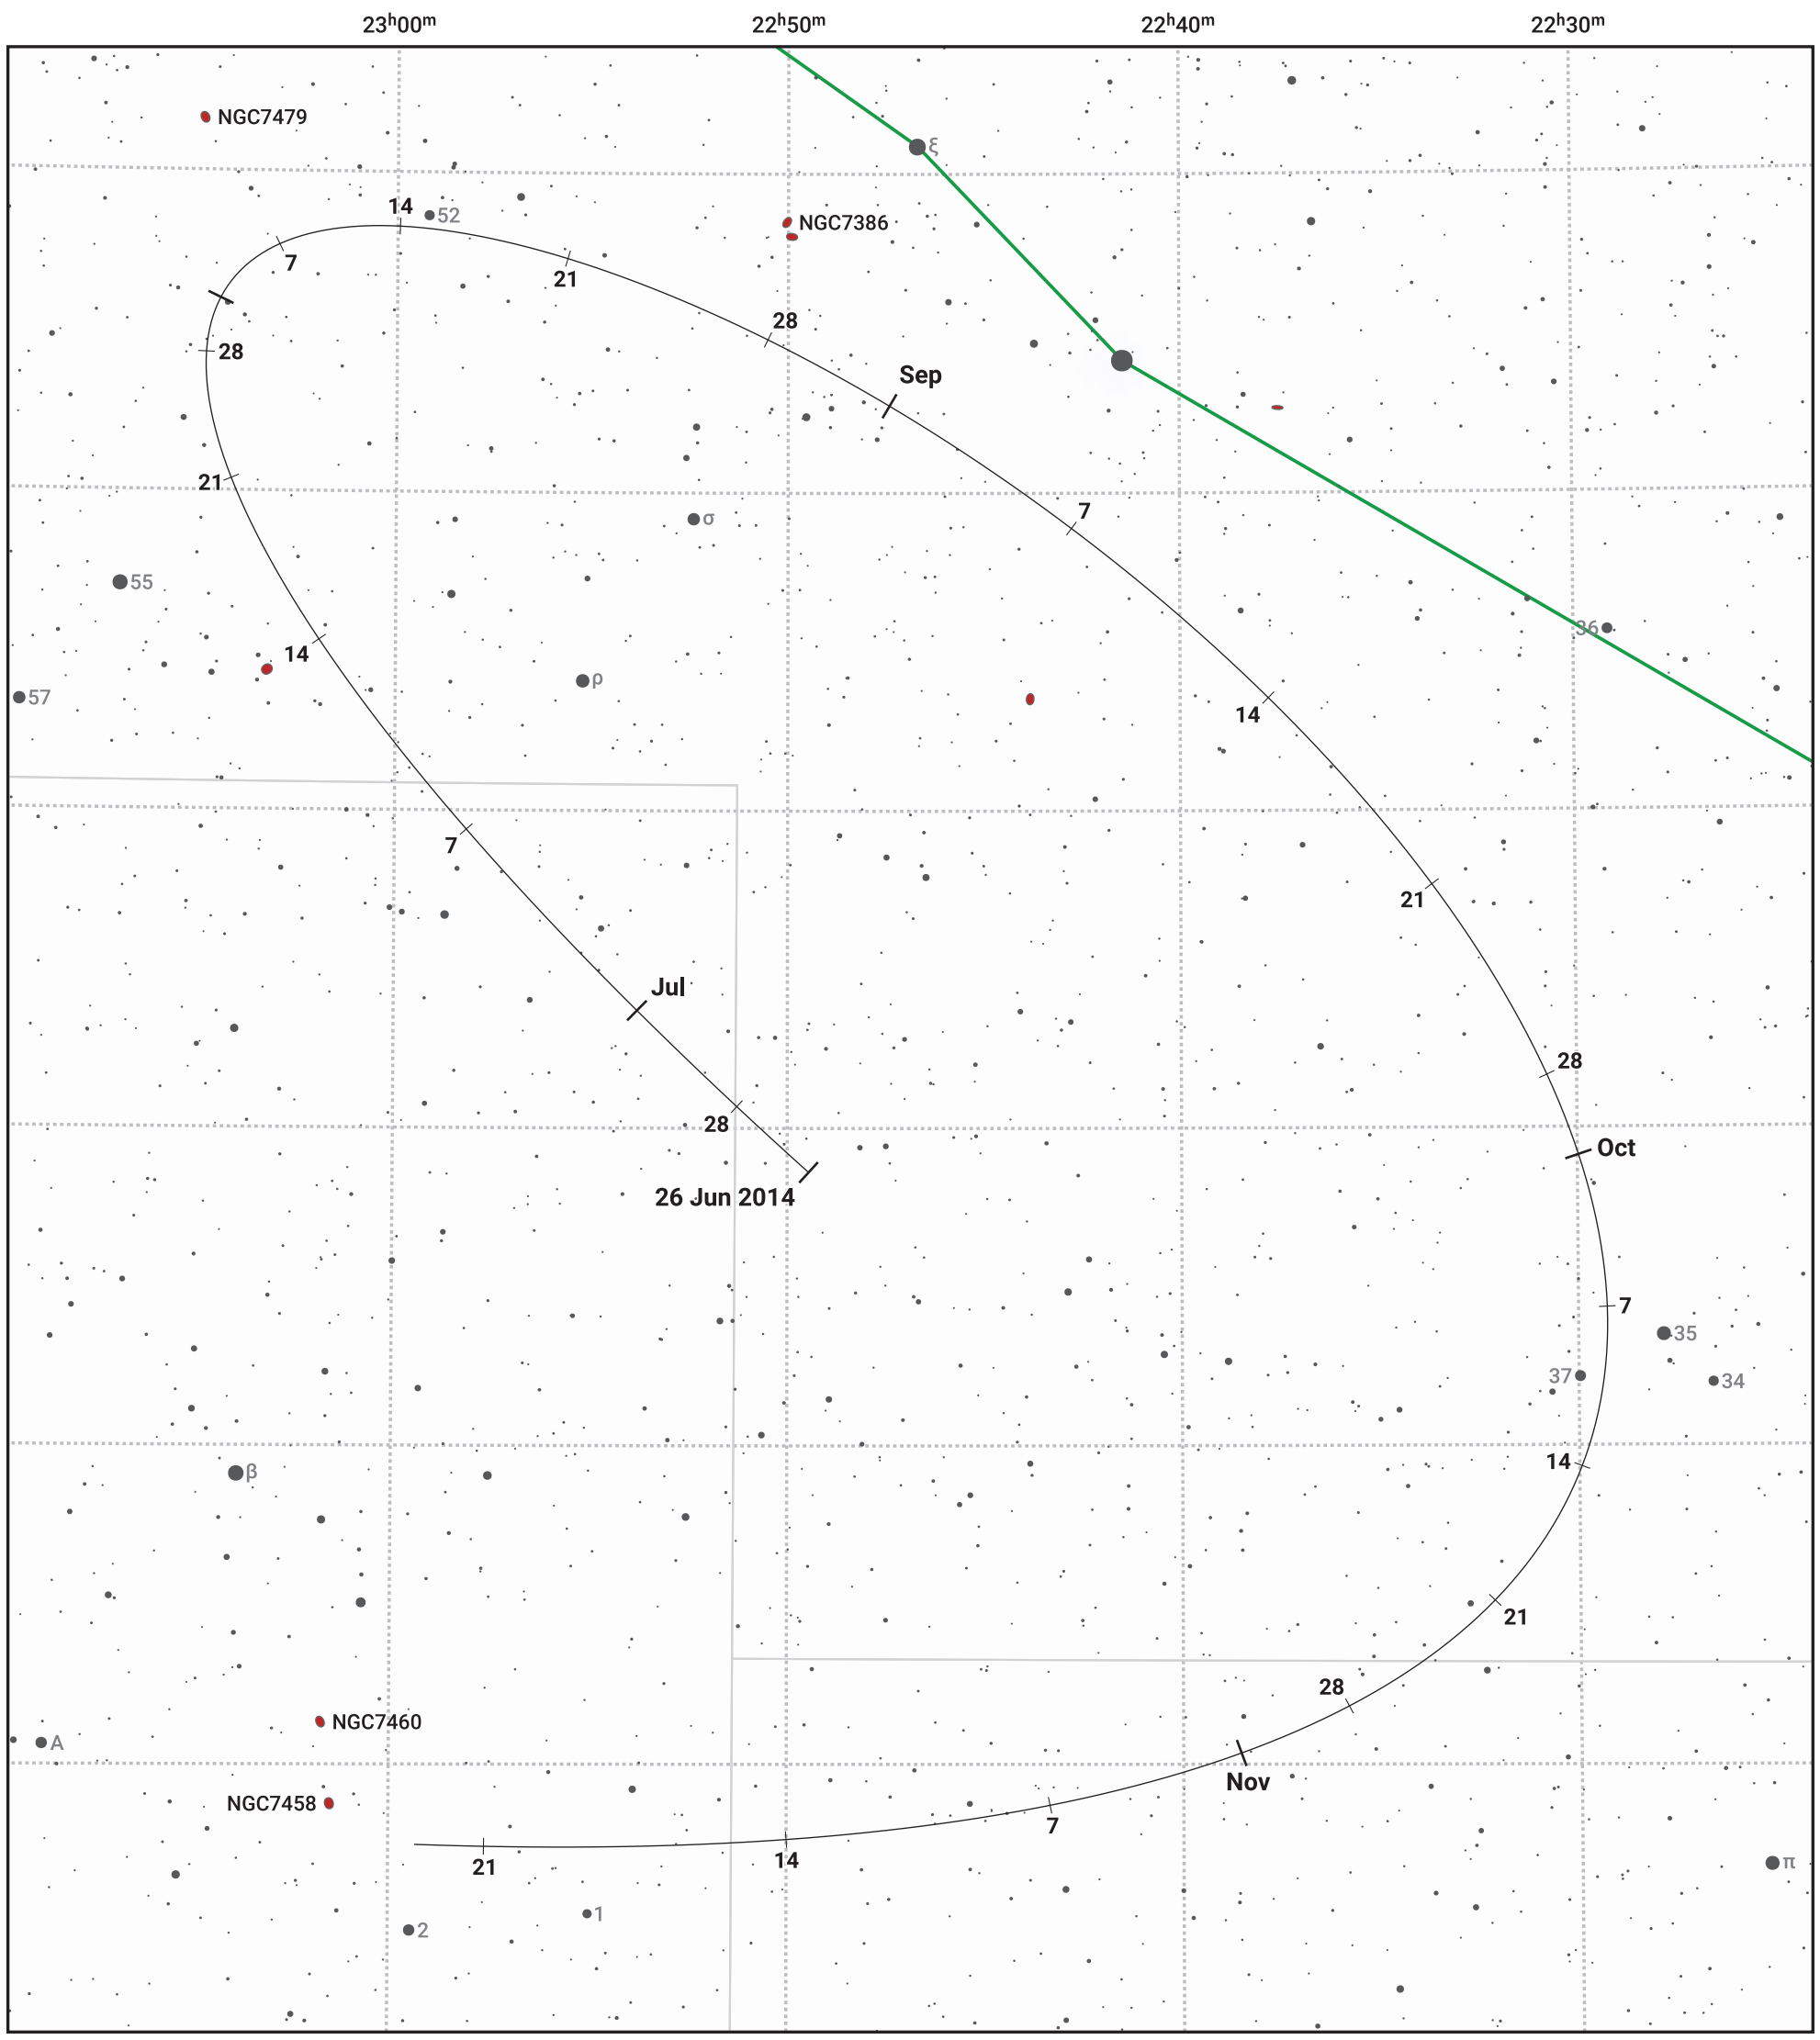 23ʰ00ᵐ 22ʰ50ᵐ 22ʰ40ᵐ 22ʰ30ᵐ
NGC7479
ξ
14
52
NGC7386
7
21
28
28
Sep
21
7
σ
55
36
14
ρ
57
14
7
21
Jul
28
28
Oct
26 Jun 2014
7
35
37
34
14
β
21
28
NGC7460
A
Nov
NGC7458
7
14
21
π
1
2